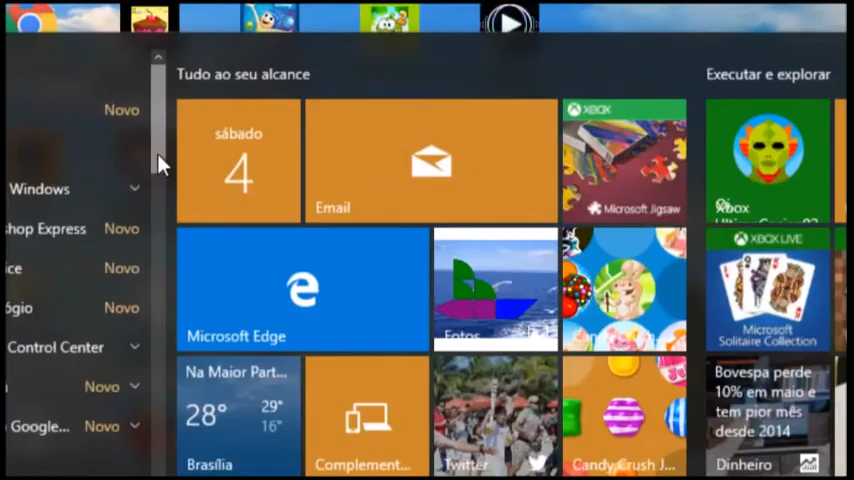 Tudo ao seu alcance
Executar e explorar
Novo
sábado
4
Email
XBOX
Microsoft Jigsaw
Xbox
Windows
shop Express Novo
ice Novo
ógio Novo
Control Center
Novo
Google... Novo
Microsoft Edge
Fotos
XBOX LIVE
Microsoft
Solitaire Collection
Na Maior Part...
28° 29°
16°
Brasília
Complement...
Twitter
Candy Crush J...
Bovespa perde
10% em maio e
tem pior mês
desde 2014
Dinheiro